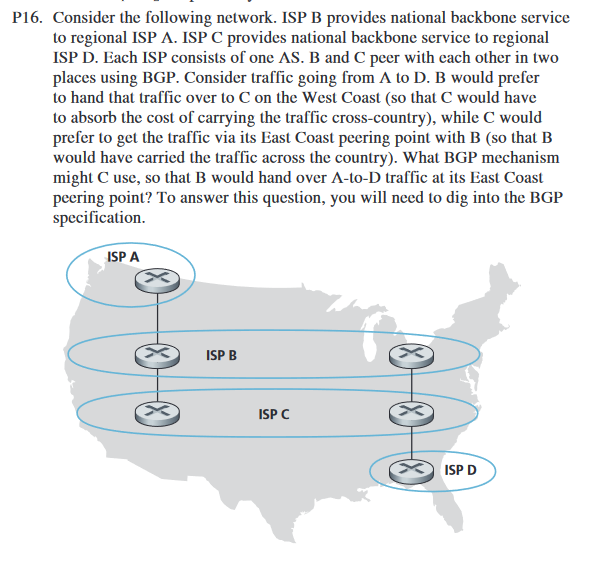 P16. Consider the following network. ISP B provides national backbone service
to regional ISP A. ISP C provides national backbone service to regional
ISP D. Each ISP consists of one AS. B and C peer with each other in two
places using BGP. Consider traffic going from A to D. B would prefer
to hand that traffic over to C on the West Coast (so that C would have
to absorb the cost of carrying the traffic cross-country), while C would
prefer to get the traffic via its East Coast peering point with B (so that B
would have carried the traffic across the country). What BGP mechanism
might C use, so that B would hand over A-to-D traffic at its East Coast
peering point? To answer this question, you will need to dig into the BGP
specification.
ISP A
ISP B
ISP C
ISP D